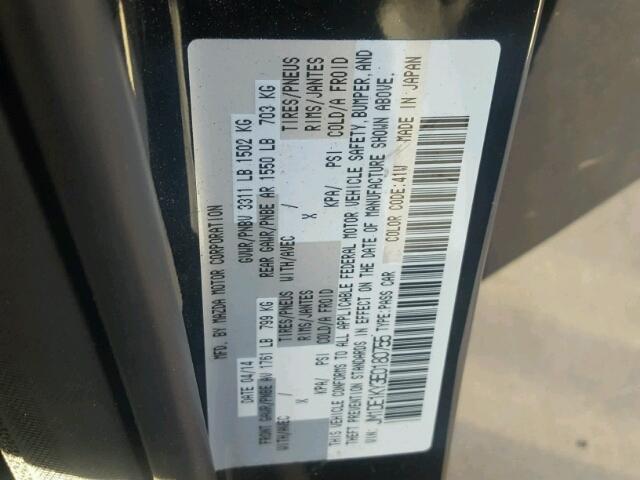 MFD. BY MAZDA MOTOR CORPORATION
DATE 04/14 GVWR/PNBV 3311 LB 1502 KG
FRONT GAWR/PNBE AV 1761 LB 799 KG REAR GAWR/PNBE AR 1550 LB 703 KG
WITH/AVEC TIRES/PNEUS WITH/AVEC / TIRES/PNEUS
X RIMS/JANTES X RIMS/JANTES
KPA/ PSI COLD/A FROID KPA/ PSI COLD/A FROID
THIS VEHICLE CONFORMS TO ALL APPLICABLE FEDERAL MOTOR VEHICLE SAFETY, BUMPER, AND
THEFT PREVENTION STANDARDS IN EFFECT ON THE DATE OF MANUFACTURE SHOWN ABOVE.
VIN: TYPE:PASS CAR COLOR CODE:41V MADE IN JAPAN